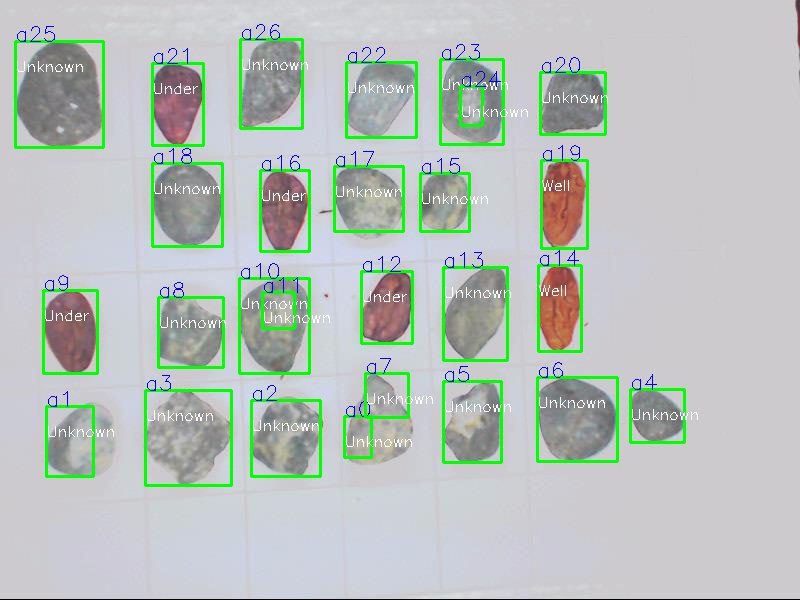 a25
Unknown
a21
Under
a26
Unknown
a22
Unknown
a23
Unknown
a24
Unknown
a20
Unknown
a18
Unknown
a16
Under
a17
Unknown
a15
Unknown
a19
Well
a9
Under
a8
Unknown
a10
Unknown
a11
Unknown
a12
Under
a13
Unknown
a14
Well
a1
Unknown
a3
Unknown
a2
Unknown
a7
Unknown
a0
Unknown
a5
Unknown
a6
Unknown
a4
Unknown